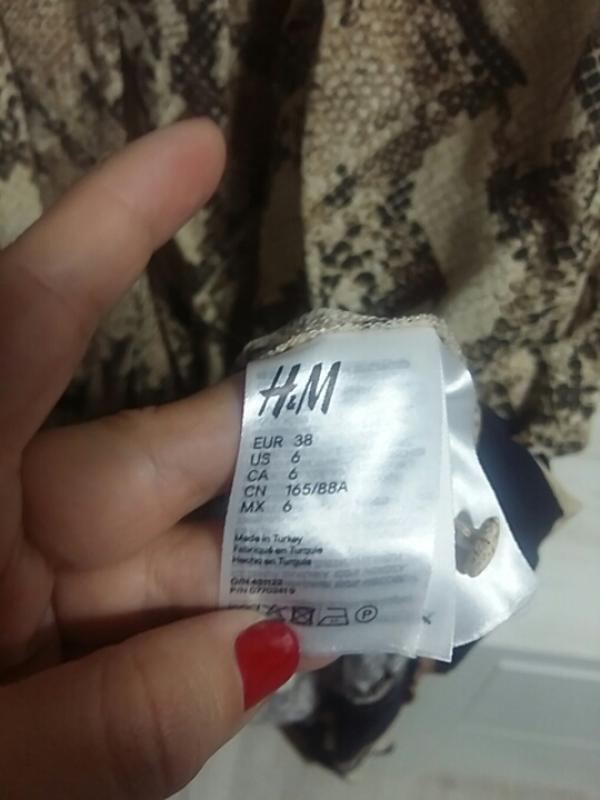 H&M
EUR 38
US 6
CA 6
CN 165/88A
MX 6
Made in Turkey
Fabriqué en Turquie
Hecho en Turquía
O/N 
P/N
P